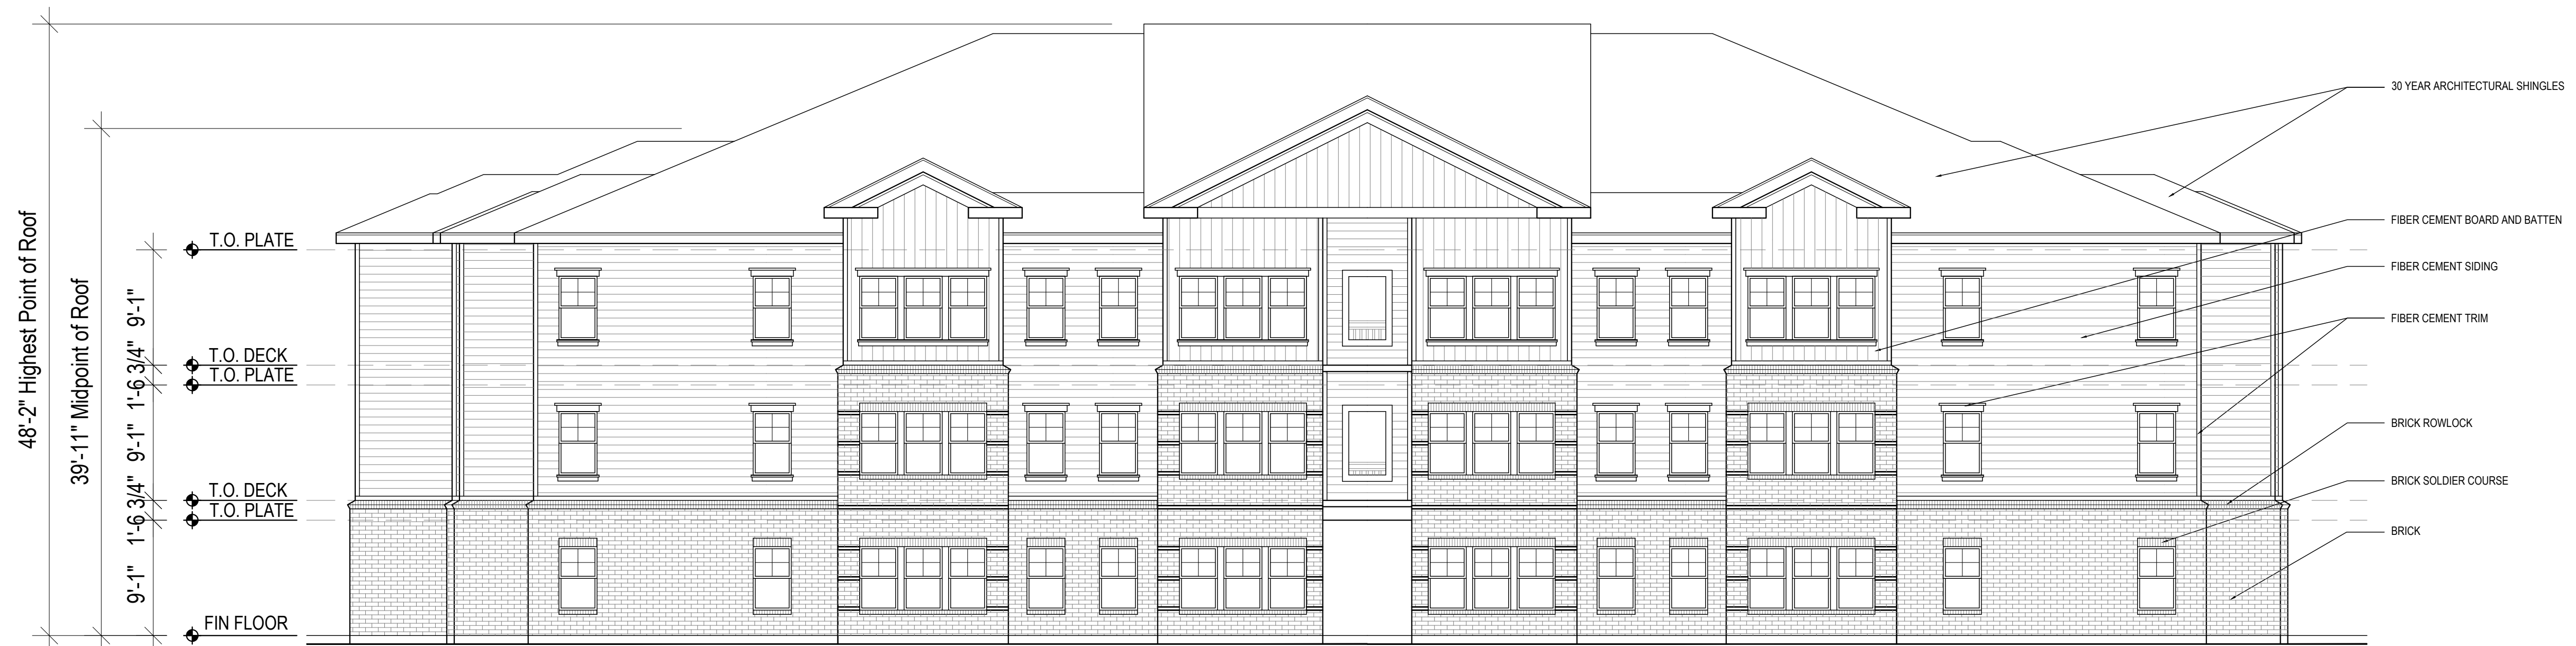 48'-2" Highest Point of Roof
39'-11" Midpoint of Roof
9'-1"
1'-6 3/4"
9'-1"
1'-6 3/4"
9'-1"
T.O. PLATE
T.O. DECK
T.O. PLATE
T.O. DECK
T.O. PLATE
FIN FLOOR
30 YEAR ARCHITECTURAL SHINGLES
FIBER CEMENT BOARD AND BATTEN
FIBER CEMENT SIDING
FIBER CEMENT TRIM
BRICK ROWLOCK
BRICK SOLDIER COURSE
BRICK